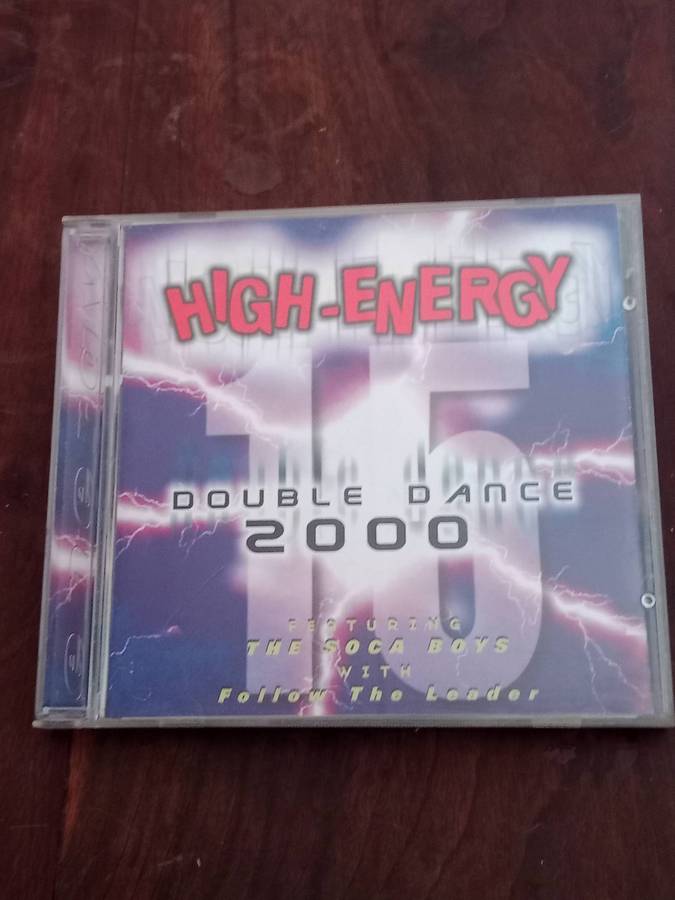 HIGH-ENERGY
15
DOUBLE DANCE
2000
FEATURING
THE SOCA BOYS
WITH
Follow The Leader